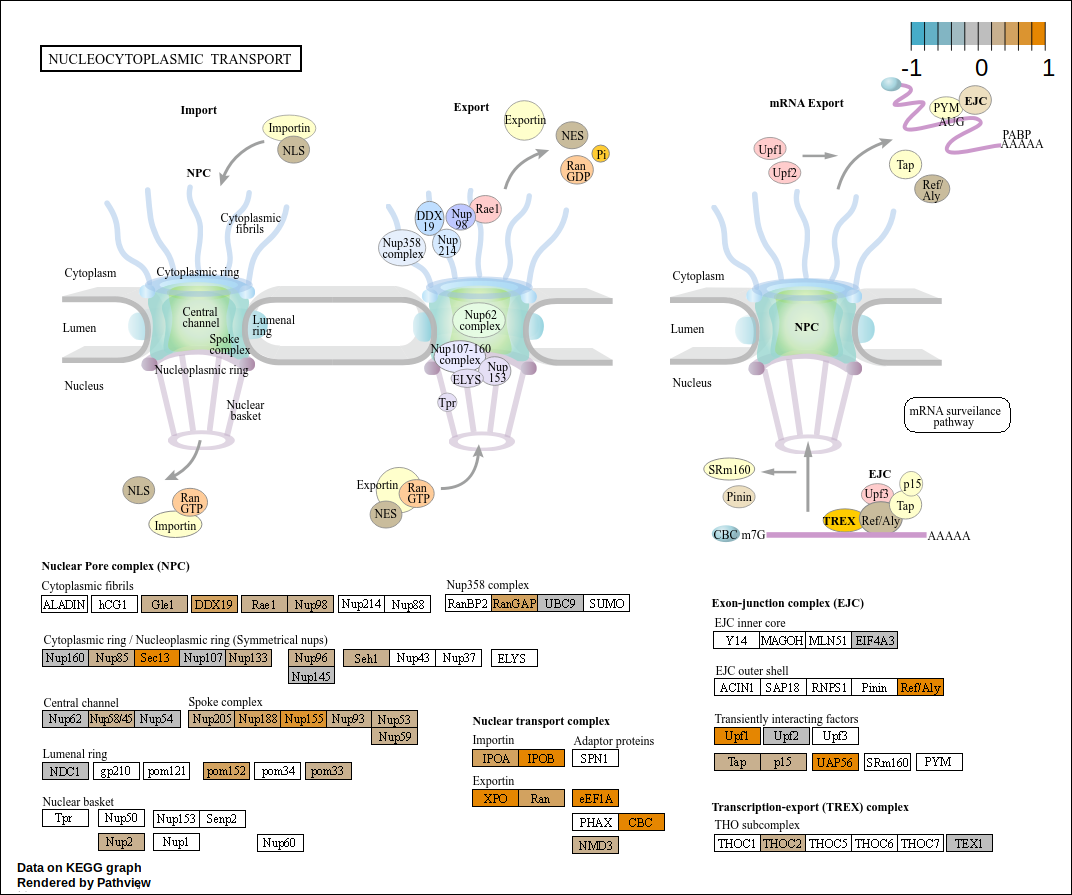 NUCLEOCYTOPLASMIC TRANSPORT
-1 0 1
Import
Importin
NLS
NPC
Cytoplasmic
fibrils
Cytoplasm
Cytoplasmic ring
Central
channel
Lumenal
ring
Lumen
Spoke
complex
Nucleoplasmic ring
Nucleus
Nuclear
basket
NLS
Ran
GTP
Importin
Export
Exportin
NES
Pi
Ran
GDP
DDX
19
Nup
98
Rae1
Nup358
complex
Nup
214
Nup62
complex
Nup107-160
complex
Nup
153
ELYS
Tpr
Exportin
Ran
GTP
NES
mRNA Export
PYM
EJC
AUG
PABP
AAAAA
Upf1
Upf2
Tap
Ref/
Aly
Cytoplasm
Lumen
NPC
Nucleus
mRNA surveilance
pathway
SRm160
Pinin
EJC
Upf3
p15
Tap
TREX
Ref/Aly
CBC
m7G
AAAAA
Nuclear Pore complex (NPC)
Cytoplasmic fibrils
ALADIN hCG1 Gle1 DDX19 Rae1 Nup98 Nup214 Nup88
Nup358 complex
RanBP2 RanGAP UBC9 SUMO
Cytoplasmic ring / Nucleoplasmic ring (Symmetrical nups)
Nup160 Nup85 Sec13 Nup107 Nup133 Nup96 Seh1 Nup43 Nup37 ELYS
Nup145
Central channel
Nup62 Nup58/45 Nup54
Spoke complex
Nup205 Nup188 Nup155 Nup93 Nup53
Nup59
Lumenal ring
NDC1 gp210 pom121 pom152 pom34 pom33
Nuclear basket
Tpr Nup50 Nup153 Senp2
Nup2 Nup1 Nup60
Nuclear transport complex
Importin
IPOA IPOB
Adaptor proteins
SPN1
Exportin
XPO Ran eEF1A
PHAX CBC
NMD3
Exon-junction complex (EJC)
EJC inner core
Y14 MAGOH MLN51 EIF4A3
EJC outer shell
ACIN1 SAP18 RNPS1 Pinin Ref/Aly
Transiently interacting factors
Upf1 Upf2 Upf3
Tap p15 UAP56 SRm160 PYM
Transcription-export (TREX) complex
THO subcomplex
THOC1 THOC2 THOC5 THOC6 THOC7 TEX1
Data on KEGG graph
Rendered by Pathview